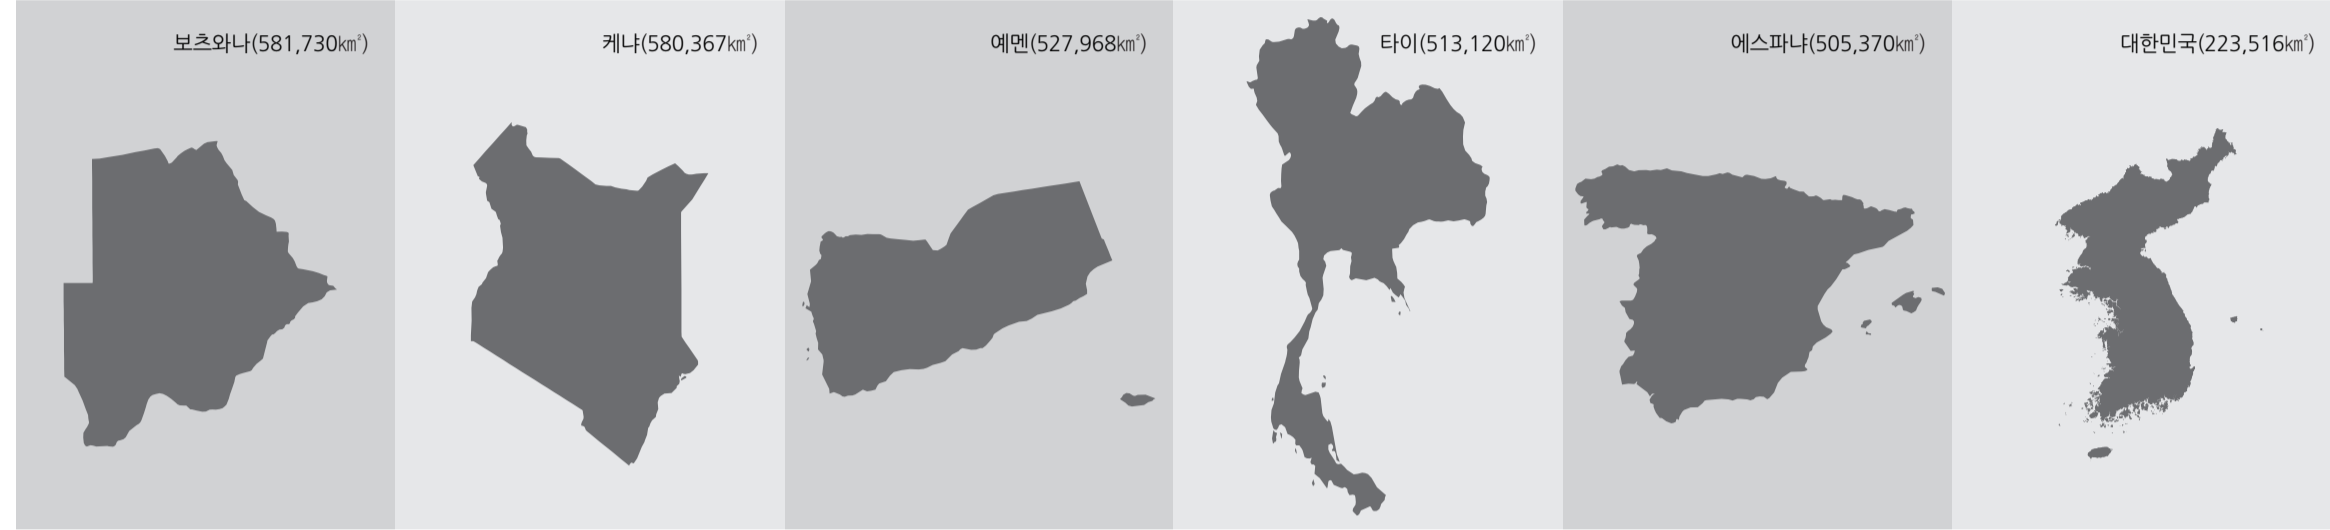 보츠와나(581,730㎢)
케냐(580,367㎢)
예멘(527,968㎢)
타이(513,120㎢)
에스파냐(505,370㎢)
대한민국(223,516㎢)